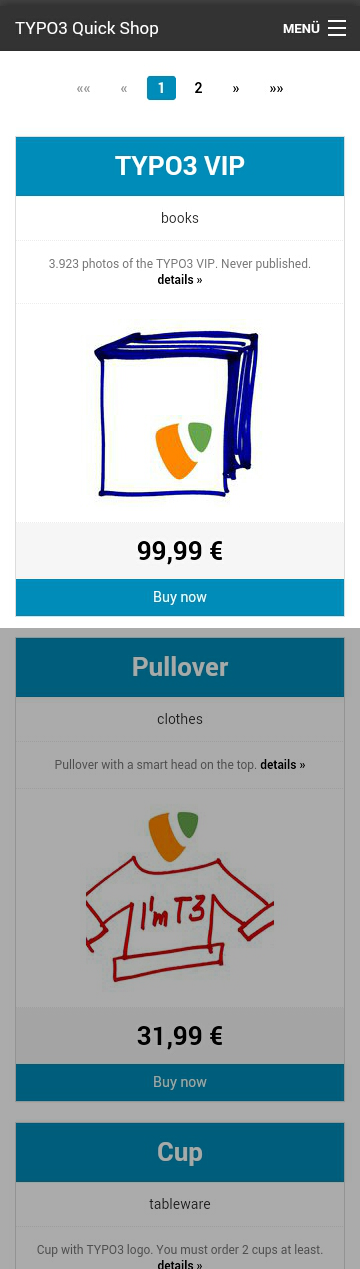 TYPO3 Quick Shop MENÜ
«« « 1 2 » »»
TYPO3 VIP
books
3.923 photos of the TYPO3 VIP. Never published.
details »
99,99 €
Buy now
Pullover
clothes
Pullover with a smart head on the top. details »
I'm T3
31,99 €
Buy now
Cup
tableware
Cup with TYPO3 logo. You must order 2 cups at least.
details »